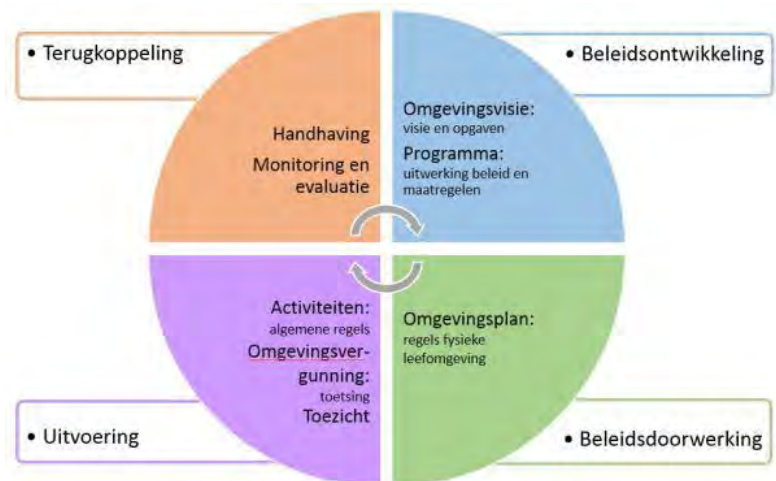 • Terugkoppeling
Handhaving
Monitoring en
evaluatie
• Beleidsontwikkeling
Omgevingsvisie:
visie en opgaven
Programma:
uitwerking beleid en
maatregelen
Activiteiten:
algemene regels
Omgevingsver-
gunning:
toetsing
Toezicht
• Uitvoering
Omgevingsplan:
regels fysieke
leefomgeving
• Beleidsdoorwerking